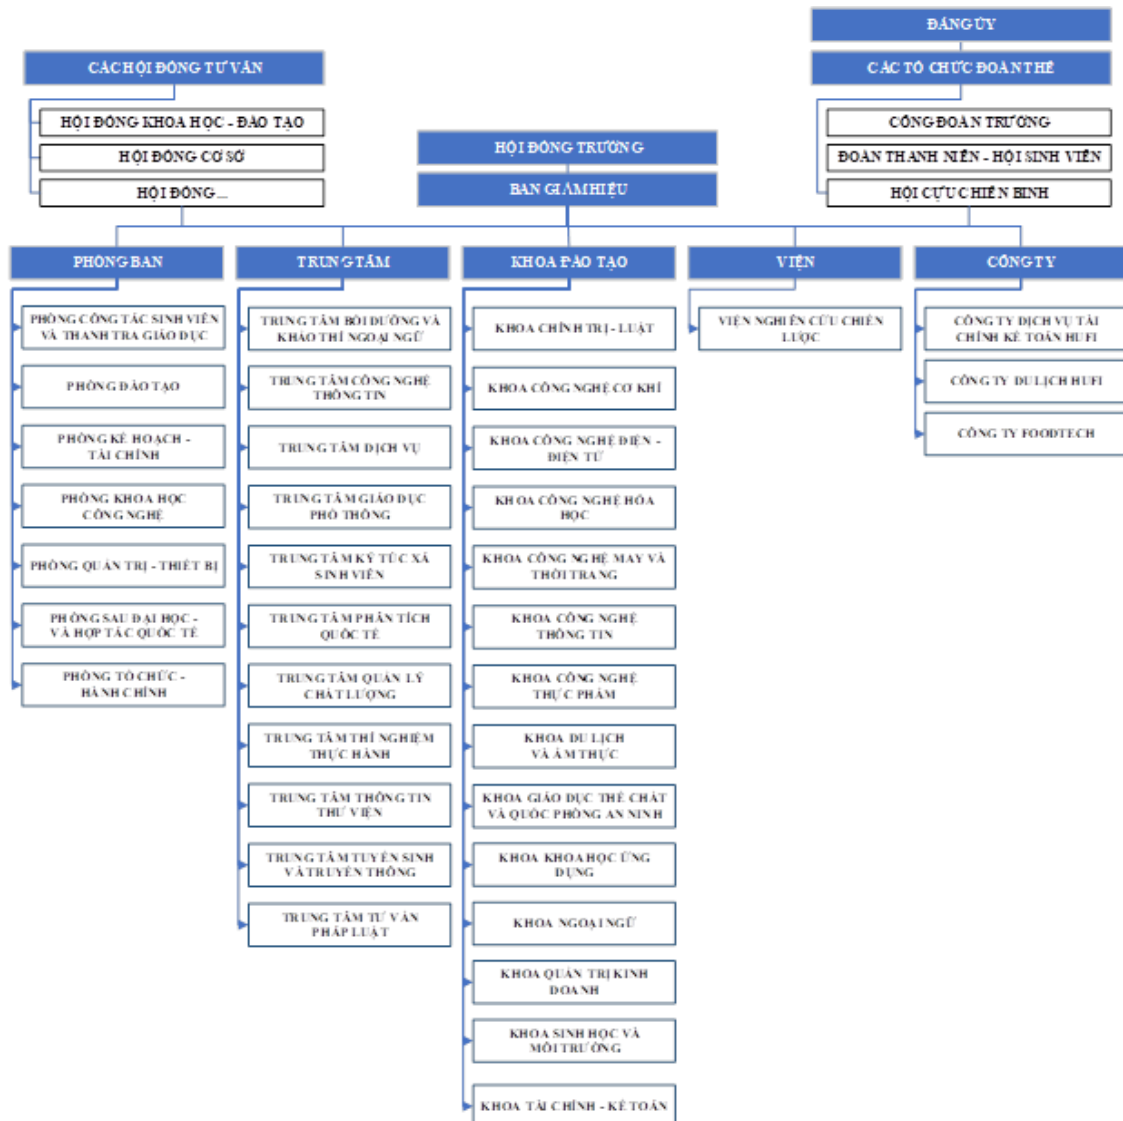 ĐẢNG ỦY
CÁC HỘI ĐỒNG TƯ VẤN
CÁC TỔ CHỨC ĐOÀN THỂ
HỘI ĐỒNG KHOA HỌC - ĐÀO TẠO
HỘI ĐỒNG CƠ SỞ
HỘI ĐỒNG...
CÔNG ĐOÀN TRƯỜNG
ĐOÀN THANH NIÊN - HỘI SINH VIÊN
HỘI CỰU CHIẾN BINH
HỘI ĐỒNG TRƯỜNG
BAN GIÁM HIỆU
PHÒNG BAN
PHÒNG CÔNG TÁC SINH VIÊN
VÀ THANH TRA GIÁO DỤC
PHÒNG ĐÀO TẠO
PHÒNG KẾ HOẠCH -
TÀI CHÍNH
PHÒNG KHOA HỌC
CÔNG NGHỆ
PHÒNG QUẢN TRỊ - THIẾT BỊ
PHÒNG SAU ĐẠI HỌC -
VÀ HỢP TÁC QUỐC TẾ
PHÒNG TỔ CHỨC -
HÀNH CHÍNH
TRUNG TÂM
TRUNG TÂM BỒI DƯỠNG VÀ
KHẢO THÍ NGOẠI NGỮ
TRUNG TÂM CÔNG NGHỆ
THÔNG TIN
TRUNG TÂM DỊCH VỤ
TRUNG TÂM GIÁO DỤC
PHỔ THÔNG
TRUNG TÂM KÝ TÚC XÁ
SINH VIÊN
TRUNG TÂM PHÂN TÍCH
QUỐC TẾ
TRUNG TÂM QUẢN LÝ
CHẤT LƯỢNG
TRUNG TÂM THÍ NGHIỆM
THỰC HÀNH
TRUNG TÂM THÔNG TIN
THƯ VIỆN
TRUNG TÂM TUYỂN SINH
VÀ TRUYỀN THÔNG
TRUNG TÂM TƯ VẤN
PHÁP LUẬT
KHOA ĐÀO TẠO
KHOA CHÍNH TRỊ - LUẬT
KHOA CÔNG NGHỆ CƠ KHÍ
KHOA CÔNG NGHỆ ĐIỆN -
ĐIỆN TỬ
KHOA CÔNG NGHỆ HÓA
HỌC
KHOA CÔNG NGHỆ MAY VÀ
THỜI TRANG
KHOA CÔNG NGHỆ
THÔNG TIN
KHOA CÔNG NGHỆ
THỰC PHẨM
KHOA DU LỊCH
VÀ ẨM THỰC
KHOA GIÁO DỤC THỂ CHẤT
VÀ QUỐC PHÒNG AN NINH
KHOA KHOA HỌC ỨNG
DỤNG
KHOA NGOẠI NGỮ
KHOA QUẢN TRỊ KINH
DOANH
KHOA SINH HỌC VÀ
MÔI TRƯỜNG
KHOA TÀI CHÍNH - KẾ TOÁN
VIỆN
VIỆN NGHIÊN CỨU CHIẾN
LƯỢC
CÔNG TY
CÔNG TY DỊCH VỤ TÀI
CHÍNH KẾ TOÁN HUFI
CÔNG TY DU LỊCH HUFI
CÔNG TY FOODTECH